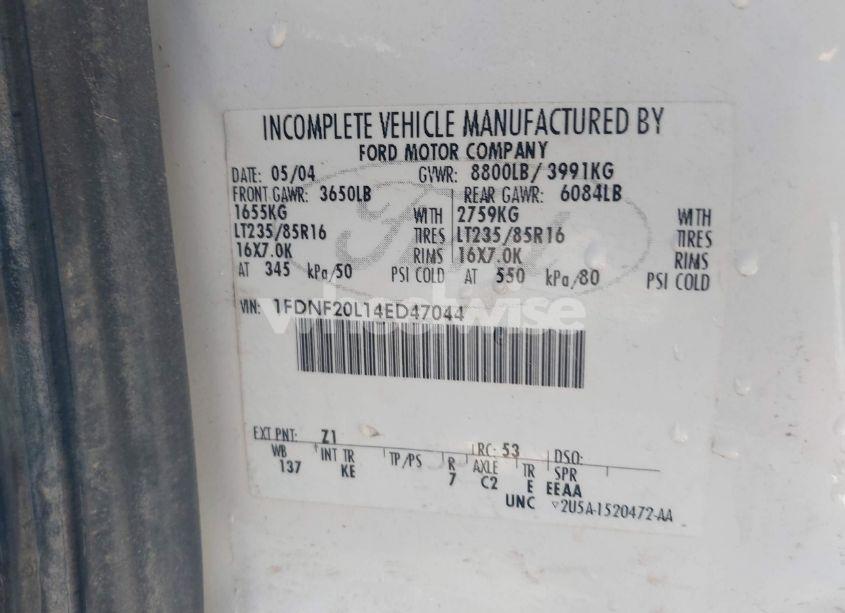 INCOMPLETE VEHICLE MANUFACTURED BY
FORD MOTOR COMPANY
DATE: 05/04 GVWR: 8800LB/ 3991KG
FRONT GAWR: 3650LB REAR GAWR: 6084LB
1655KG WITH 2759KG WITH
LT235/85R16 TIRES LT235/85R16 TIRES
16X7.0K RIMS 16X7.0K RIMS
AT 345 kPa/50 PSI COLD AT 550 kPa/80 PSI COLD
VIN: 1FDNF20L14ED47044
EXT PNT: Z1 RC: 53 DSO:
WB INT TR TP/PS R AXLE TR SPR
137 KE 7 C2 E EEAA
UNC ▽2U5A-1520472-AA